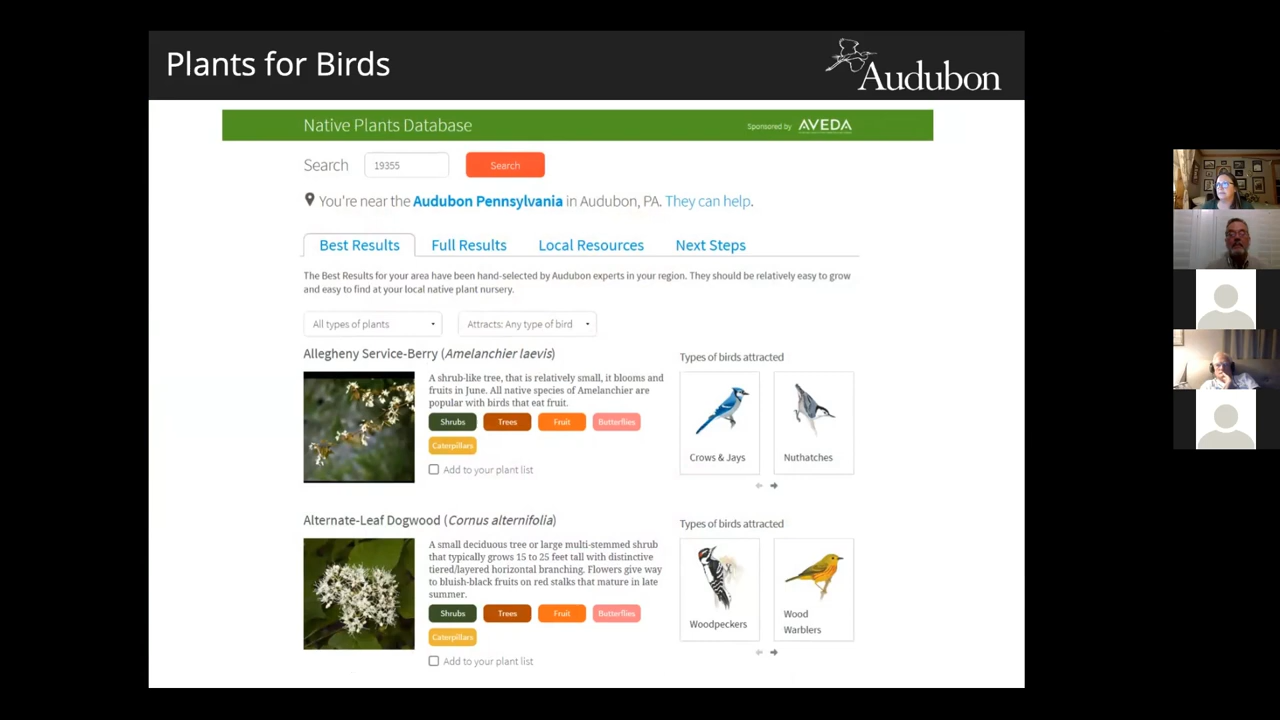 Plants for Birds
Audubon
Native Plants Database
Sponsored by AVEDA
Search 19355 Search
You're near the Audubon Pennsylvania in Audubon, PA. They can help.
Best Results Full Results Local Resources Next Steps
The Best Results for your area have been hand-selected by Audubon experts in your region. They should be relatively easy to grow
and easy to find at your local native plant nursery.
All types of plants Attracts: Any type of bird
Allegheny Service-Berry (Amelanchier laevis)
A shrub-like tree, that is relatively small, it blooms and
fruits in June. All native species of Amelanchier are
popular with birds that eat fruit.
Shrubs Trees Fruit Butterflies
Caterpillars
Add to your plant list
Types of birds attracted
Crows & Jays Nuthatches
Alternate-Leaf Dogwood (Cornus alternifolia)
A small deciduous tree or large multi-stemmed shrub
that typically grows 15 to 25 feet tall with distinctive
tiered/layered horizontal branching. Flowers give way
to bluish-black fruits on red stalks that mature in late
summer.
Shrubs Trees Fruit Butterflies
Caterpillars
Add to your plant list
Types of birds attracted
Woodpeckers Wood
Warblers